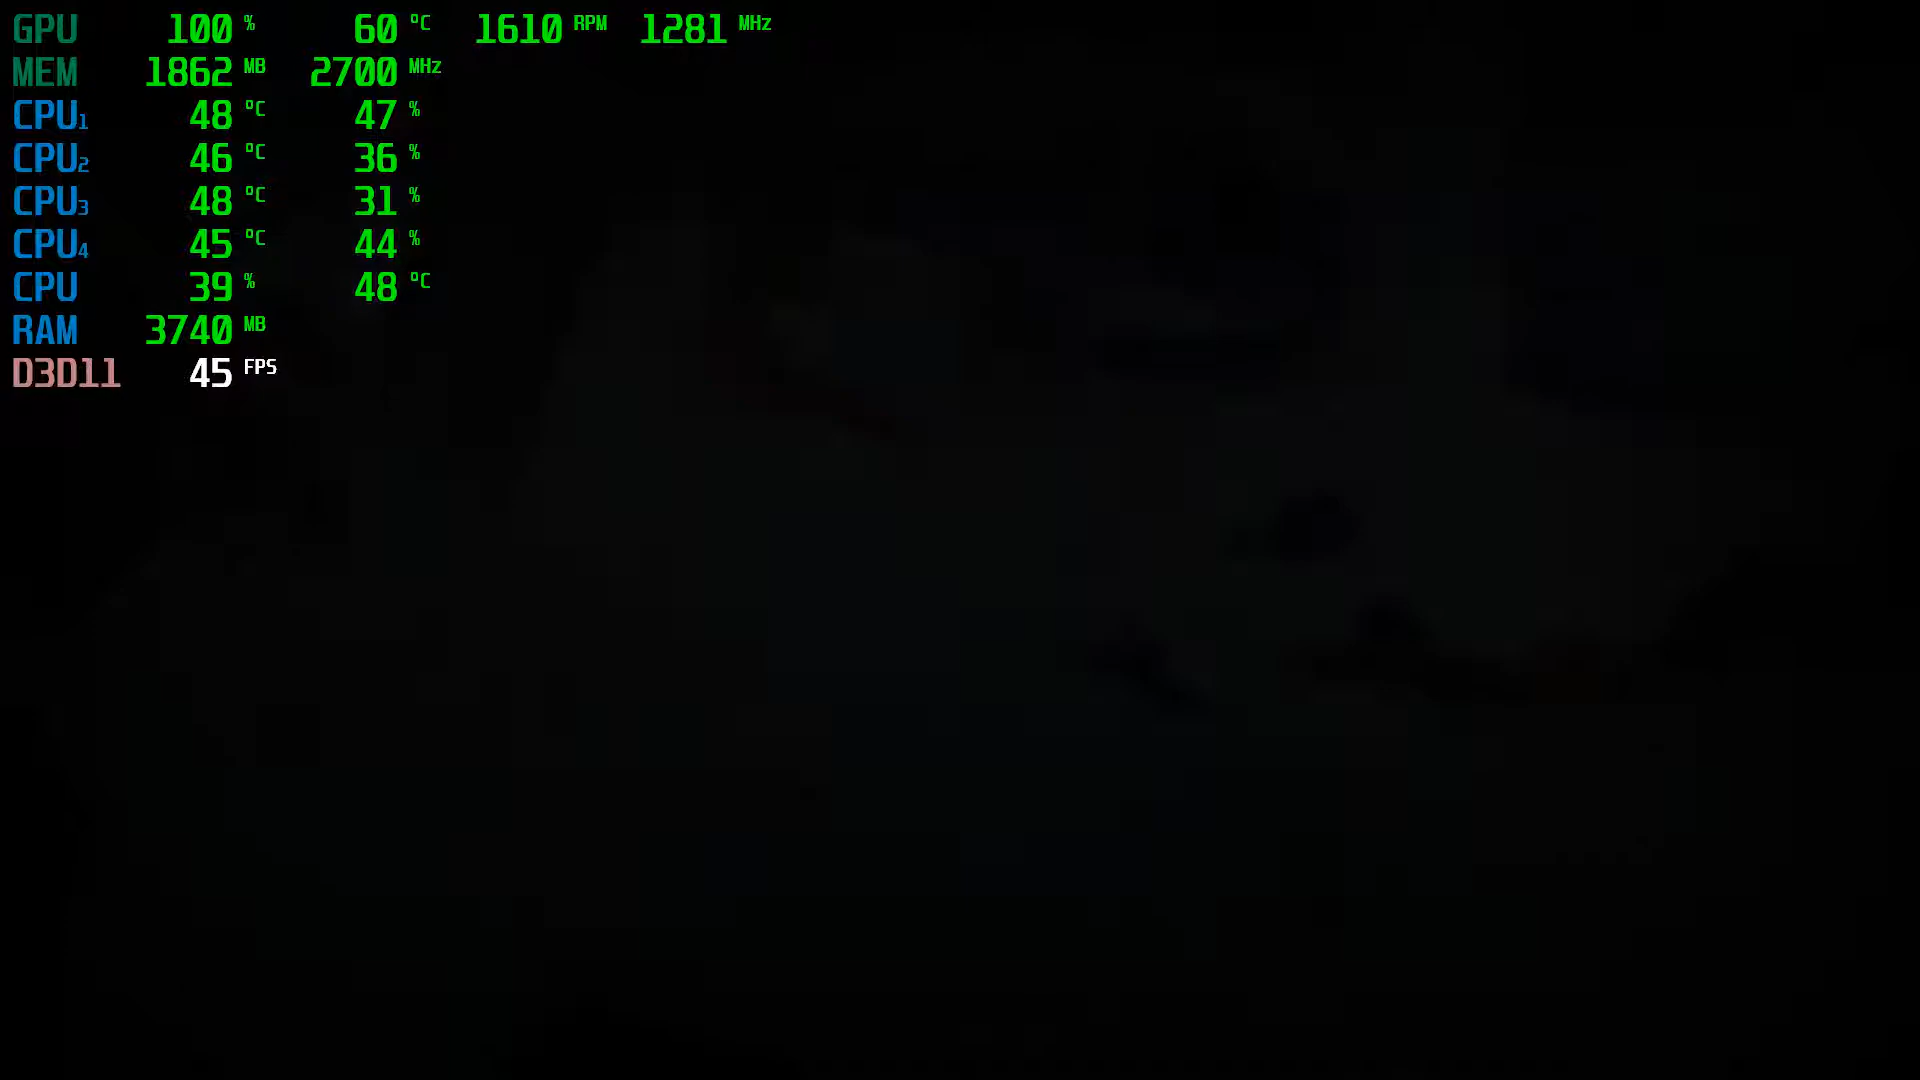 GPU 100 % 60 °C 1610 RPM 1281 MHz
MEM 1862 MB 2700 MHz
CPU1 48 °C 47 %
CPU2 46 °C 36 %
CPU3 48 °C 31 %
CPU4 45 °C 44 %
CPU 39 % 48 °C
RAM 3740 MB
D3D11 45 FPS